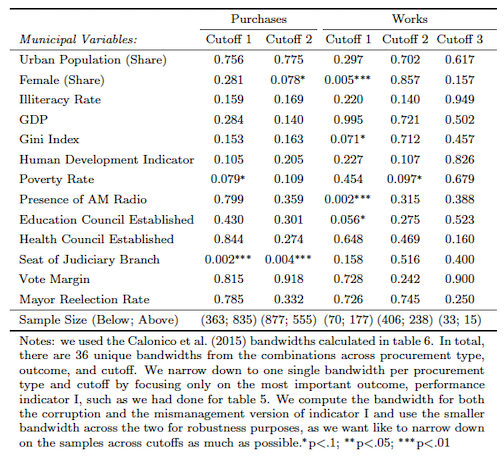 Purchases Works
Municipal Variables: Cutoff 1 Cutoff 2 Cutoff 1 Cutoff 2 Cutoff 3
Urban Population (Share) 0.756 0.775 0.297 0.702 0.617
Female (Share) 0.281 0.078* 0.005*** 0.857 0.157
Illiteracy Rate 0.159 0.169 0.220 0.140 0.949
GDP 0.284 0.140 0.995 0.721 0.502
Gini Index 0.153 0.163 0.071* 0.712 0.457
Human Development Indicator 0.105 0.205 0.227 0.107 0.826
Poverty Rate 0.079* 0.109 0.454 0.097* 0.679
Presence of AM Radio 0.799 0.359 0.002*** 0.315 0.388
Education Council Established 0.430 0.301 0.056* 0.275 0.523
Health Council Established 0.844 0.274 0.648 0.469 0.160
Seat of Judiciary Branch 0.002*** 0.004*** 0.158 0.516 0.400
Vote Margin 0.815 0.918 0.728 0.242 0.900
Mayor Reelection Rate 0.785 0.332 0.726 0.745 0.250
Sample Size (Below; Above) (363; 835) (877; 555) (70; 177) (406; 238) (33; 15)
Notes: we used the Calonico et al. (2015) bandwidths calculated in table 6. In total,
there are 36 unique bandwidths from the combinations across procurement type,
outcome, and cutoff. We narrow down to one single bandwidth per procurement
type and cutoff by focusing only on the most important outcome, performance
indicator I, such as we had done for table 5. We compute the bandwidth for both
the corruption and the mismanagement version of indicator I and use the smaller
bandwidth across the two for robustness purposes, as we want like to narrow down
on the samples across cutoffs as much as possible.*p<.1; **p<.05; ***p<.01